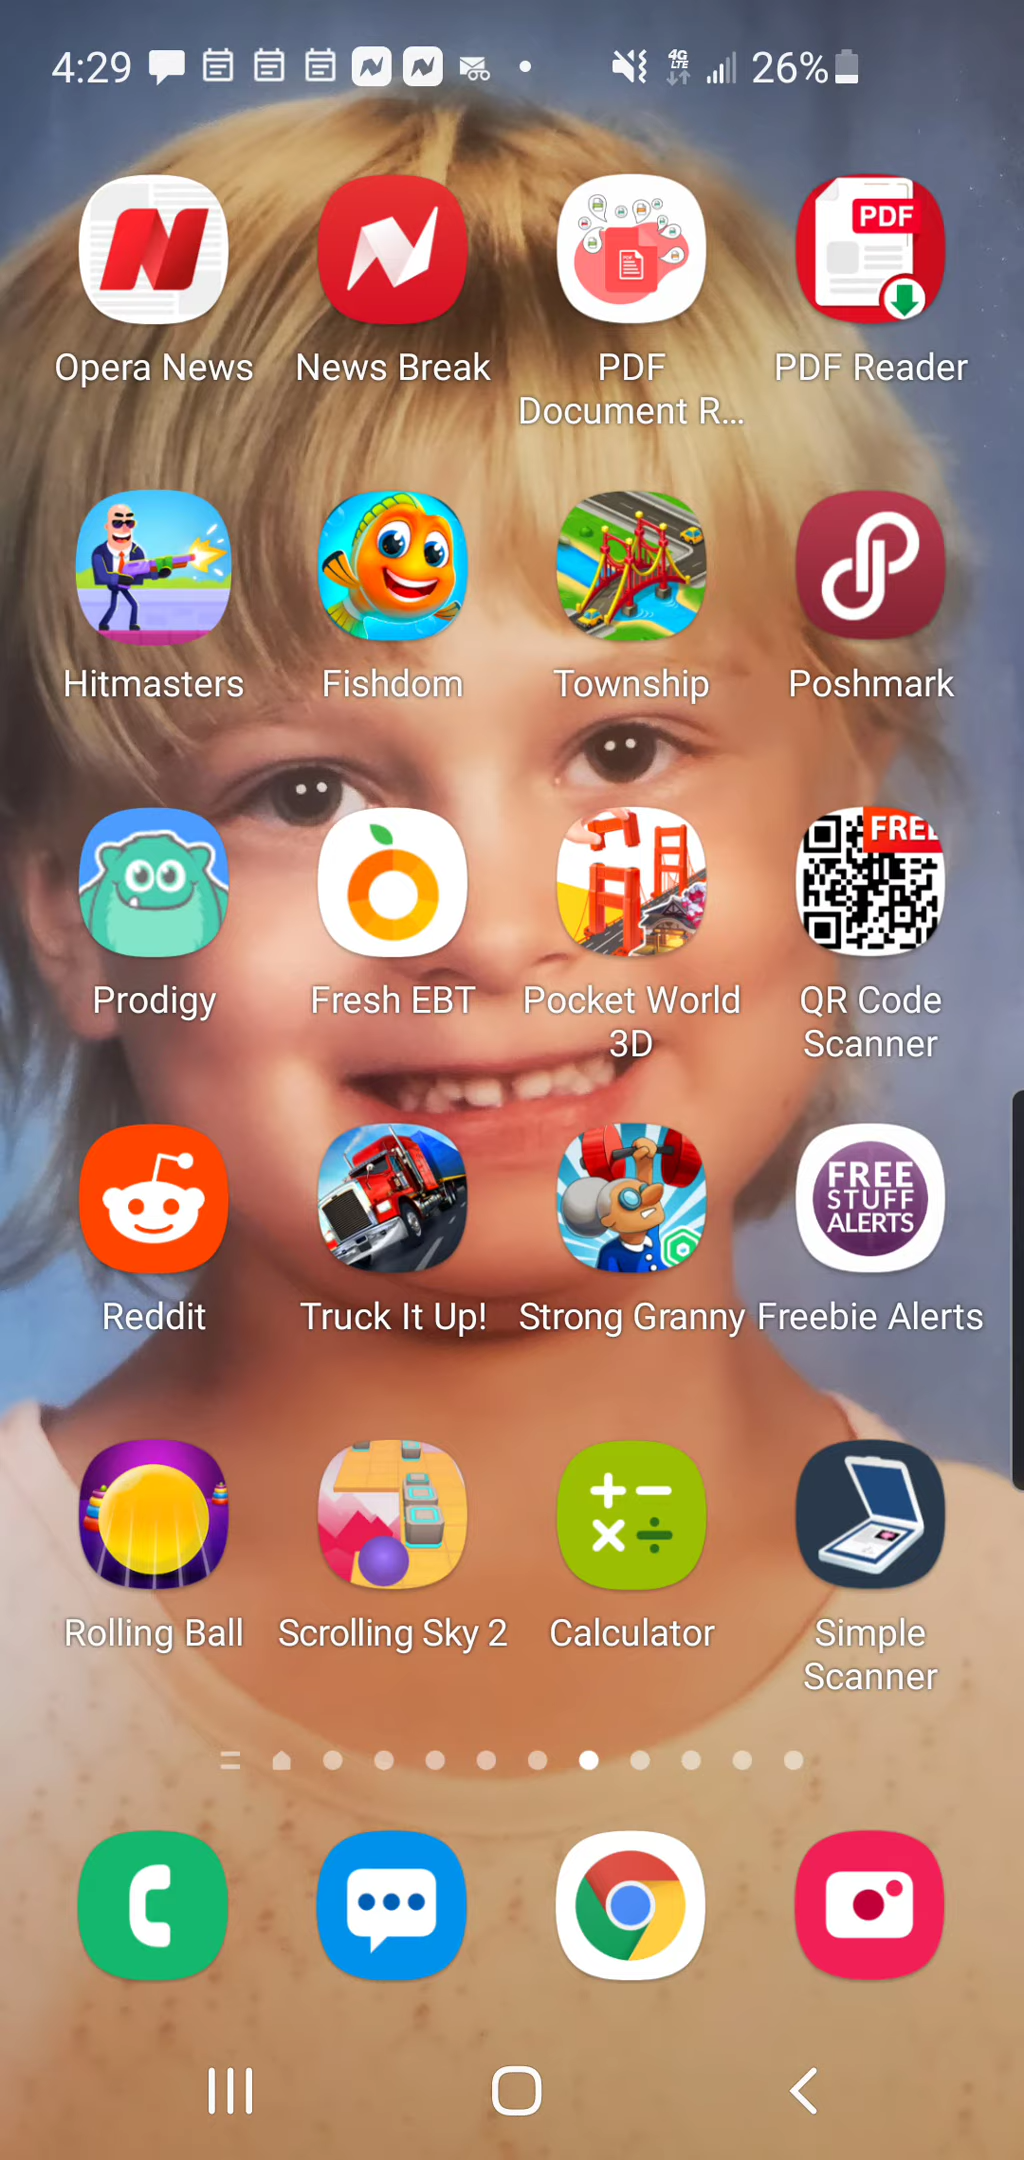 4:29
4G
LTE
26%
PDF
Opera News
News Break
PDF
Document R...
PDF Reader
Hitmasters
Fishdom
Township
Poshmark
FREE
Prodigy
Fresh EBT
Pocket World
3D
QR Code
Scanner
FREE
STUFF
ALERTS
Reddit
Truck It Up!
Strong Granny
Freebie Alerts
Rolling Ball
Scrolling Sky 2
Calculator
Simple
Scanner